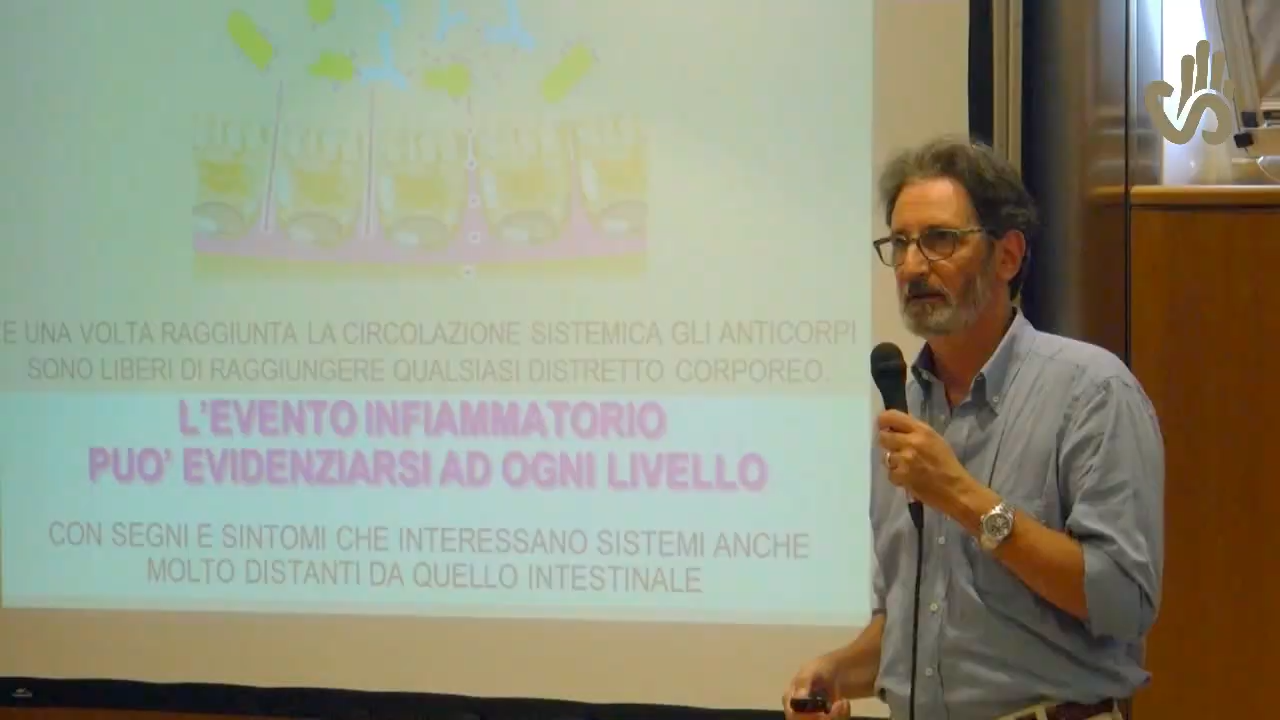 E UNA VOLTA RAGGIUNTA LA CIRCOLAZIONE SISTEMICA GLI ANTICORPI
SONO LIBERI DI RAGGIUNGERE QUALSIASI DISTRETTO CORPOREO.
L'EVENTO INFIAMMATORIO
PUO' EVIDENZIARSI AD OGNI LIVELLO
CON SEGNI E SINTOMI CHE INTERESSANO SISTEMI ANCHE
MOLTO DISTANTI DA QUELLO INTESTINALE